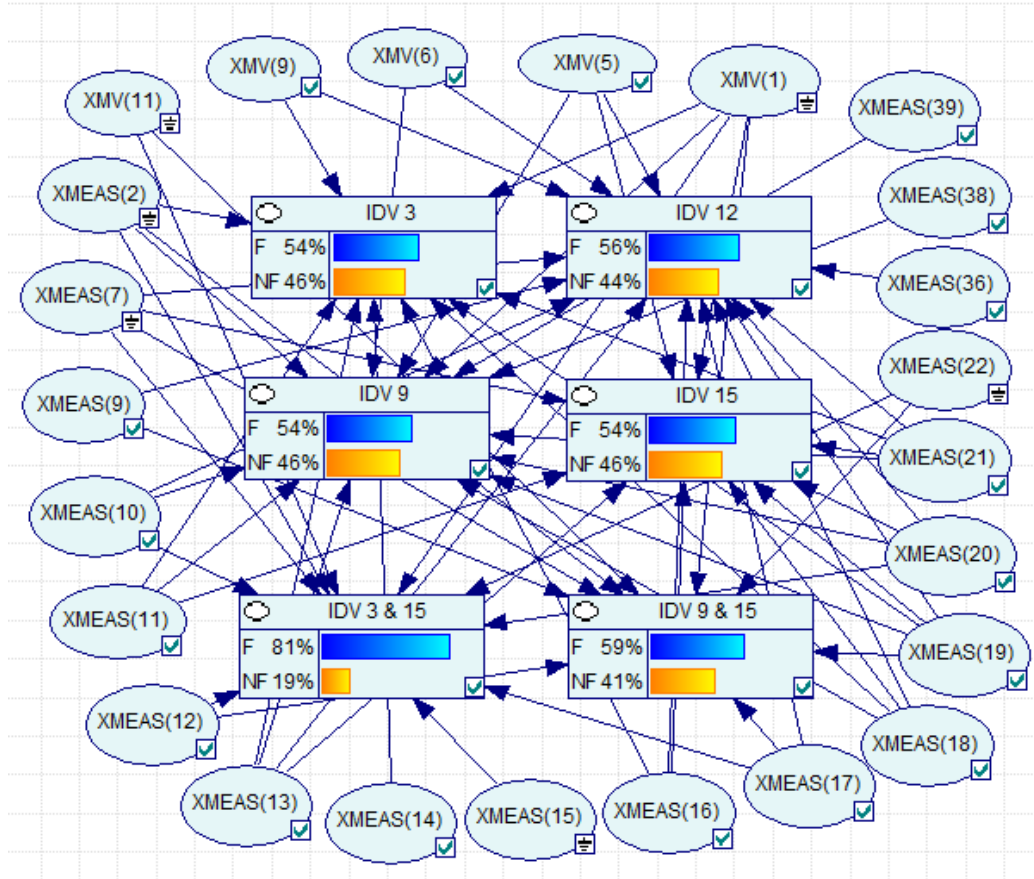 XMV(9)
XMV(6)
XMV(5)
XMV(1)
XMV(11)
XMEAS(39)
XMEAS(2)
XMEAS(38)
IDV 3
F 54%
NF 46%
IDV 12
F 56%
NF 44%
XMEAS(7)
XMEAS(36)
XMEAS(22)
XMEAS(9)
IDV 9
F 54%
NF 46%
IDV 15
F 54%
NF 46%
XMEAS(21)
XMEAS(10)
XMEAS(20)
XMEAS(11)
IDV 3 & 15
F 81%
NF 19%
IDV 9 & 15
F 59%
NF 41%
XMEAS(19)
XMEAS(12)
XMEAS(18)
XMEAS(17)
XMEAS(13)
XMEAS(14)
XMEAS(15)
XMEAS(16)